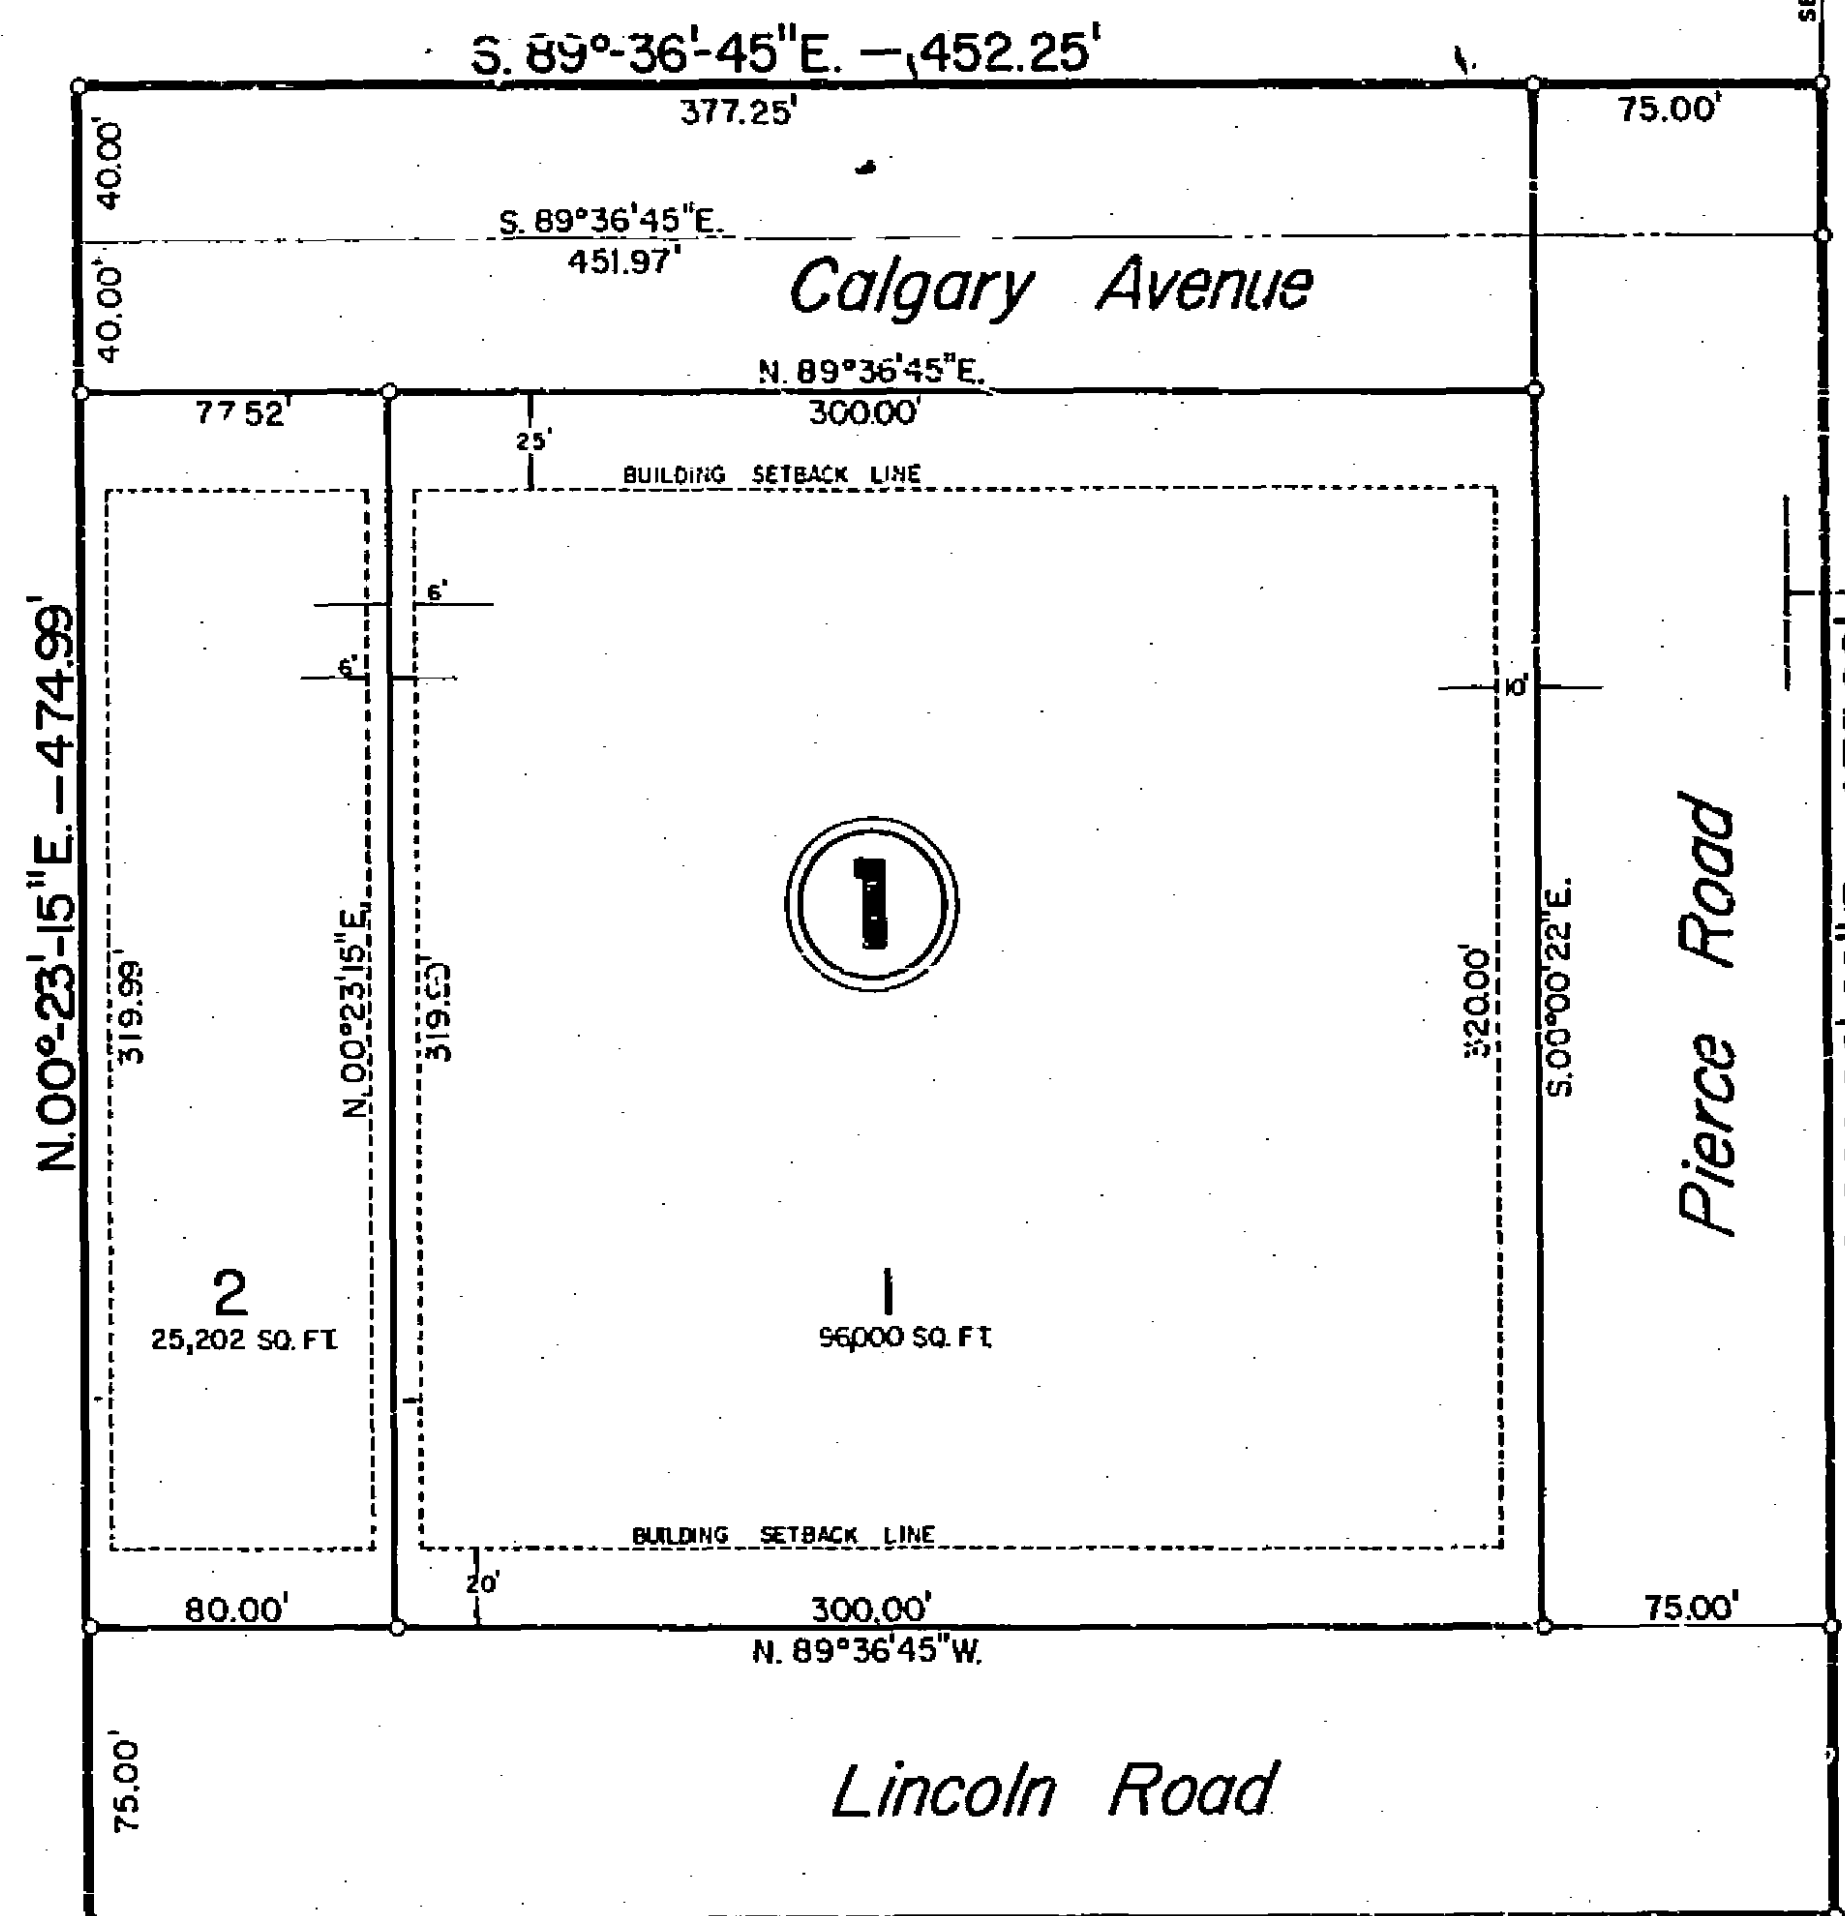 S. 89°-36'-45"E. — 452.25'
377.25'
75.00'
40.00'
S. 89°36'45"E.
451.97'
40.00'
Calgary Avenue
N. 89°36'45"E.
77 52'
300.00'
25'
BUILDING SETBACK LINE
6'
6'
10'
N.00°-23'-15"E. — 474.99'
319.99'
N.00°23'15"E.
320.00'
S.00°00'22"E.
Pierce Road
1
2
25,202 SQ. FT.
1
96,000 SQ. FT.
BUILDING SETBACK LINE
20'
80.00'
300.00'
75.00'
N. 89°36'45"W.
75.00'
Lincoln Road